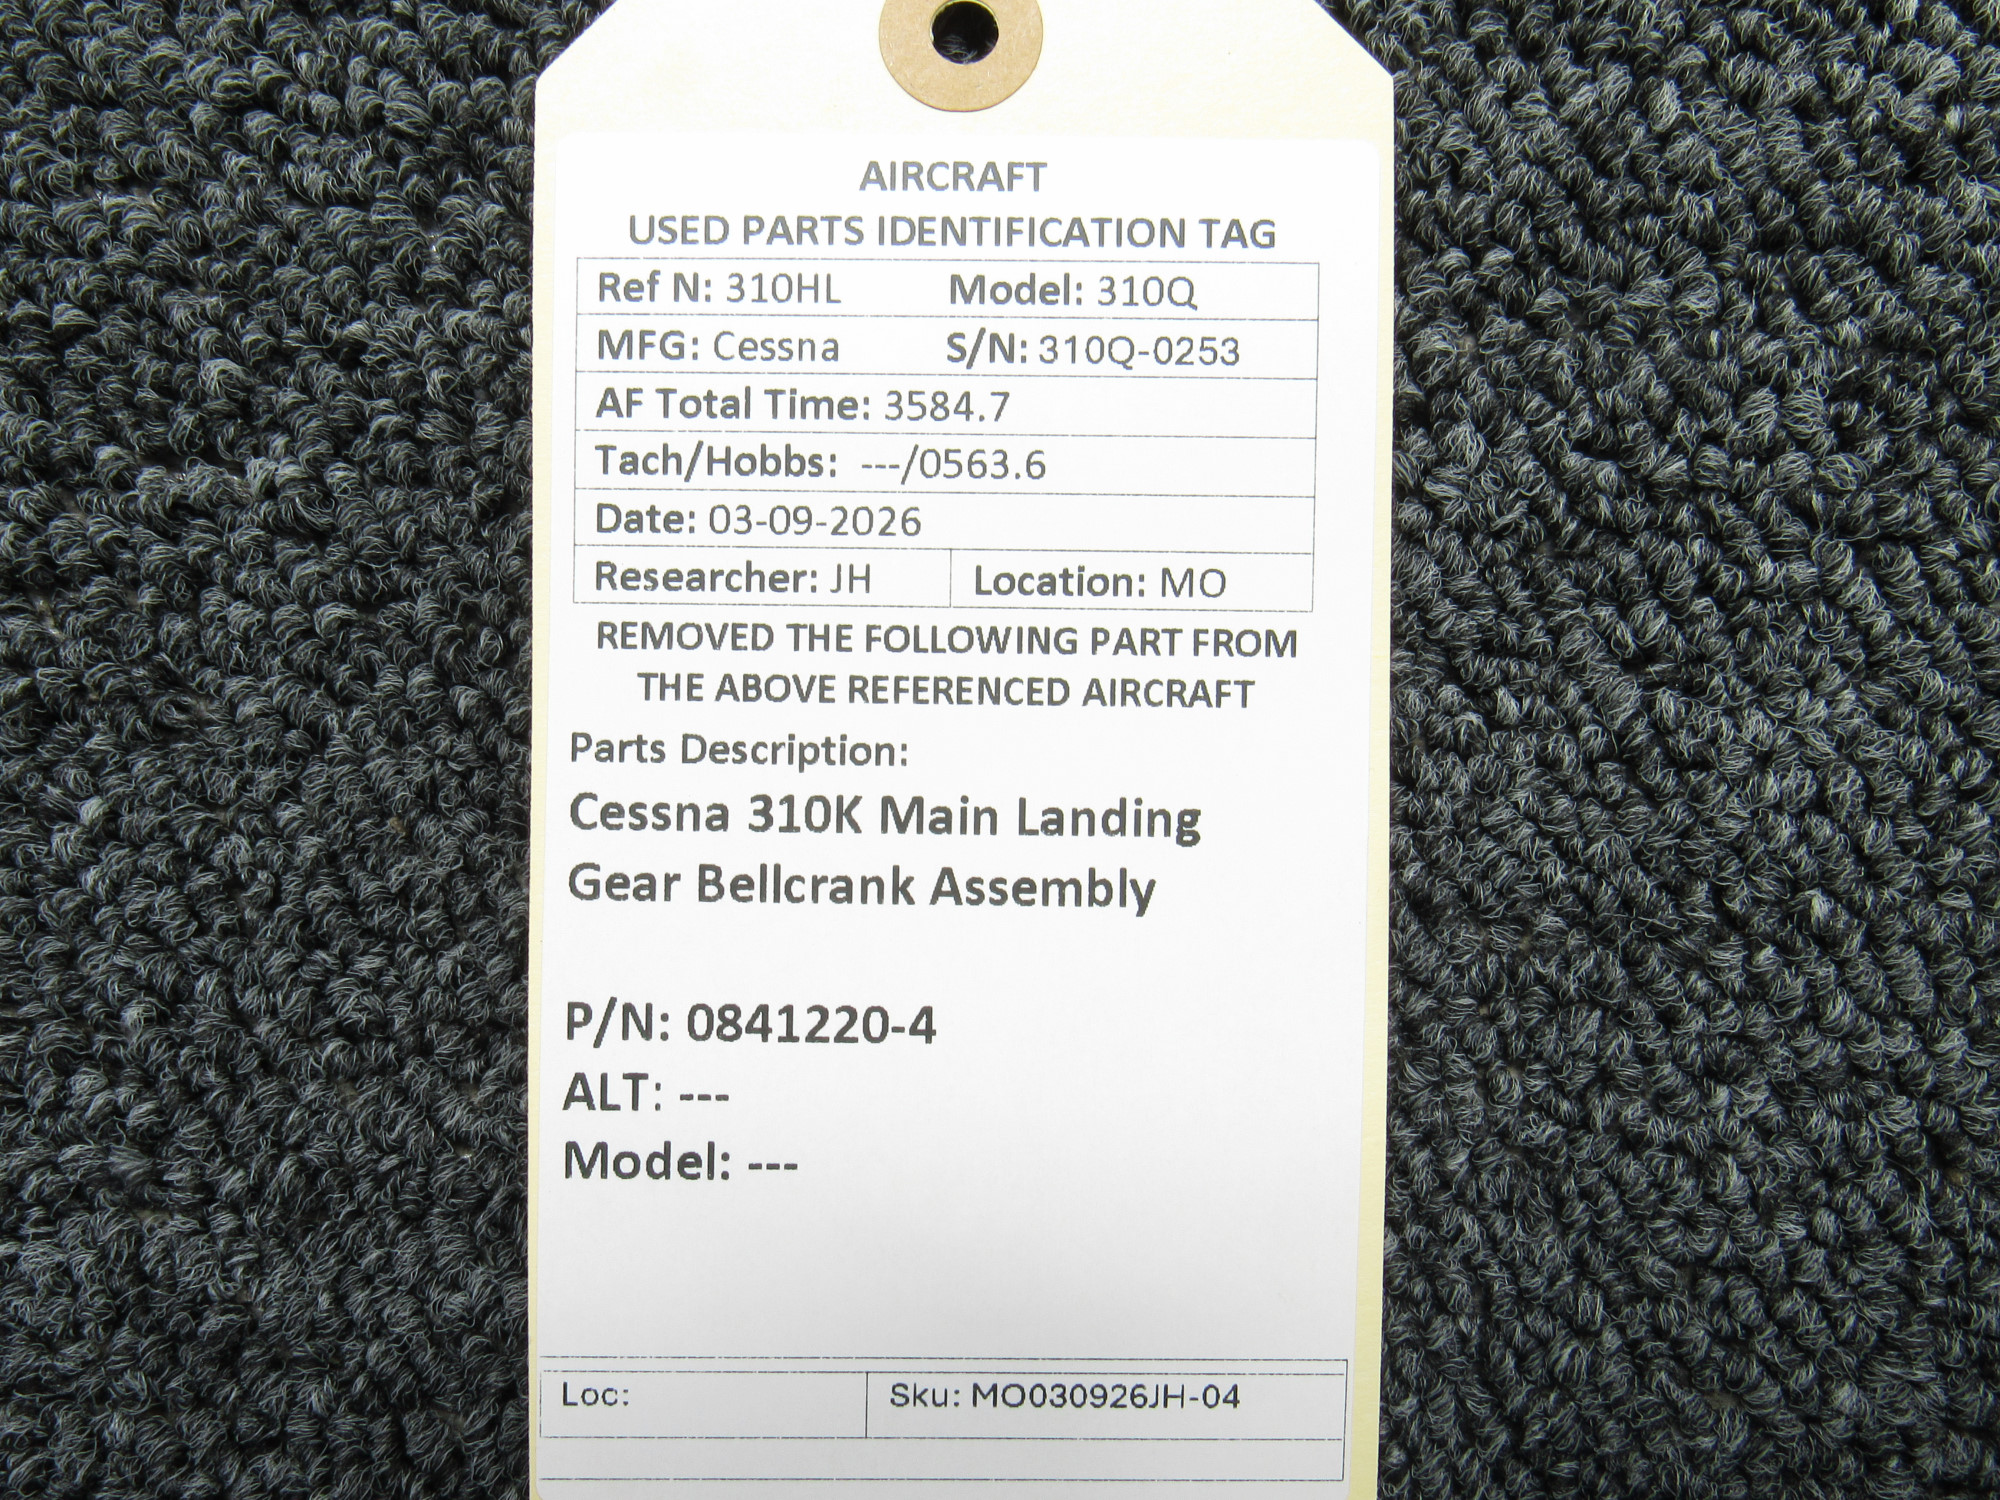 AIRCRAFT
USED PARTS IDENTIFICATION TAG
Ref N: 310HL Model: 310Q
MFG: Cessna S/N: 310Q-0253
AF Total Time: 3584.7
Tach/Hobbs: ---/0563.6
Date: 03-09-2026
Researcher: JH Location: MO
REMOVED THE FOLLOWING PART FROM
THE ABOVE REFERENCED AIRCRAFT
Parts Description:
Cessna 310K Main Landing
Gear Bellcrank Assembly
P/N: 0841220-4
ALT: ---
Model: ---
Loc: Sku: MO030926JH-04